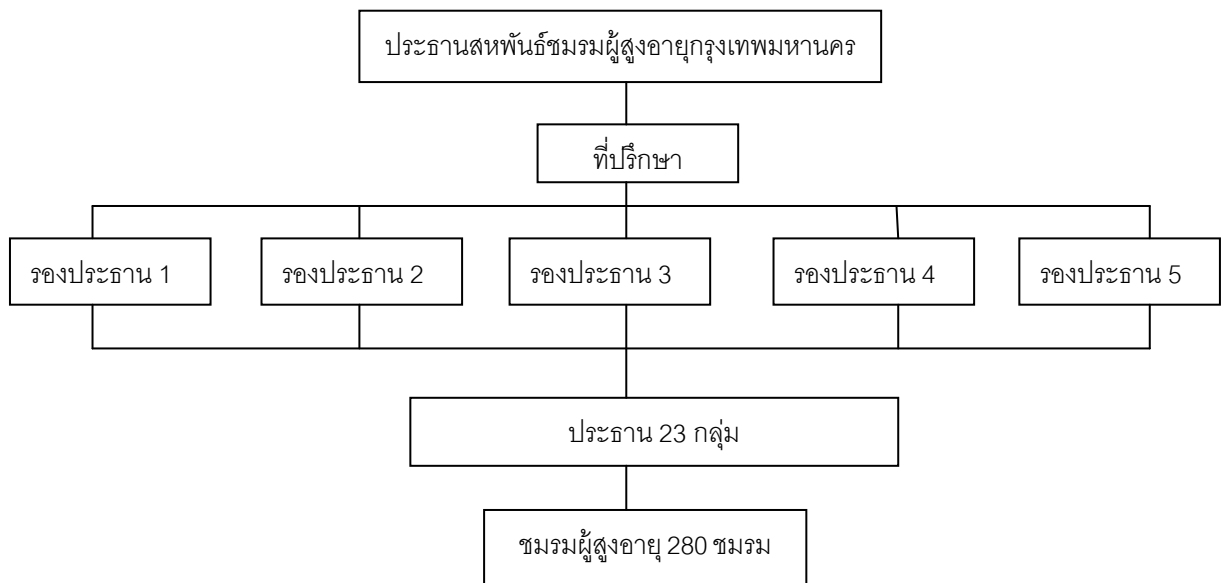 ประธานสหพันธ์ชมรมผู้สูงอายุกรุงเทพมหานคร
ที่ปรึกษา
รองประธาน 1
รองประธาน 2
รองประธาน 3
รองประธาน 4
รองประธาน 5
ประธาน 23 กลุ่ม
ชมรมผู้สูงอายุ 280 ชมรม